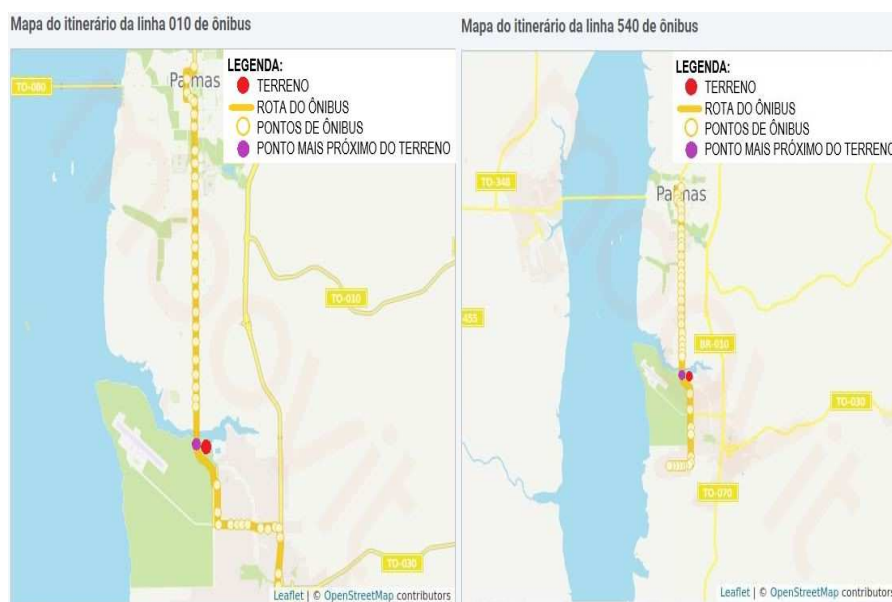 Mapa do itinerário da linha 010 de ônibus
TO-080
Palmas
LEGENDA:
TERRENO
ROTA DO ÔNIBUS
PONTOS DE ÔNIBUS
PONTO MAIS PRÓXIMO DO TERRENO
TO-010
TO-030
Leaflet | © OpenStreetMap contributors
Mapa do itinerário da linha 540 de ônibus
LEGENDA:
TERRENO
ROTA DO ÔNIBUS
PONTOS DE ÔNIBUS
PONTO MAIS PRÓXIMO DO TERRENO
TO-348
Palmas
453
BR-010
TO-030
TO-070
Leaflet | © OpenStreetMap contributors
moovit